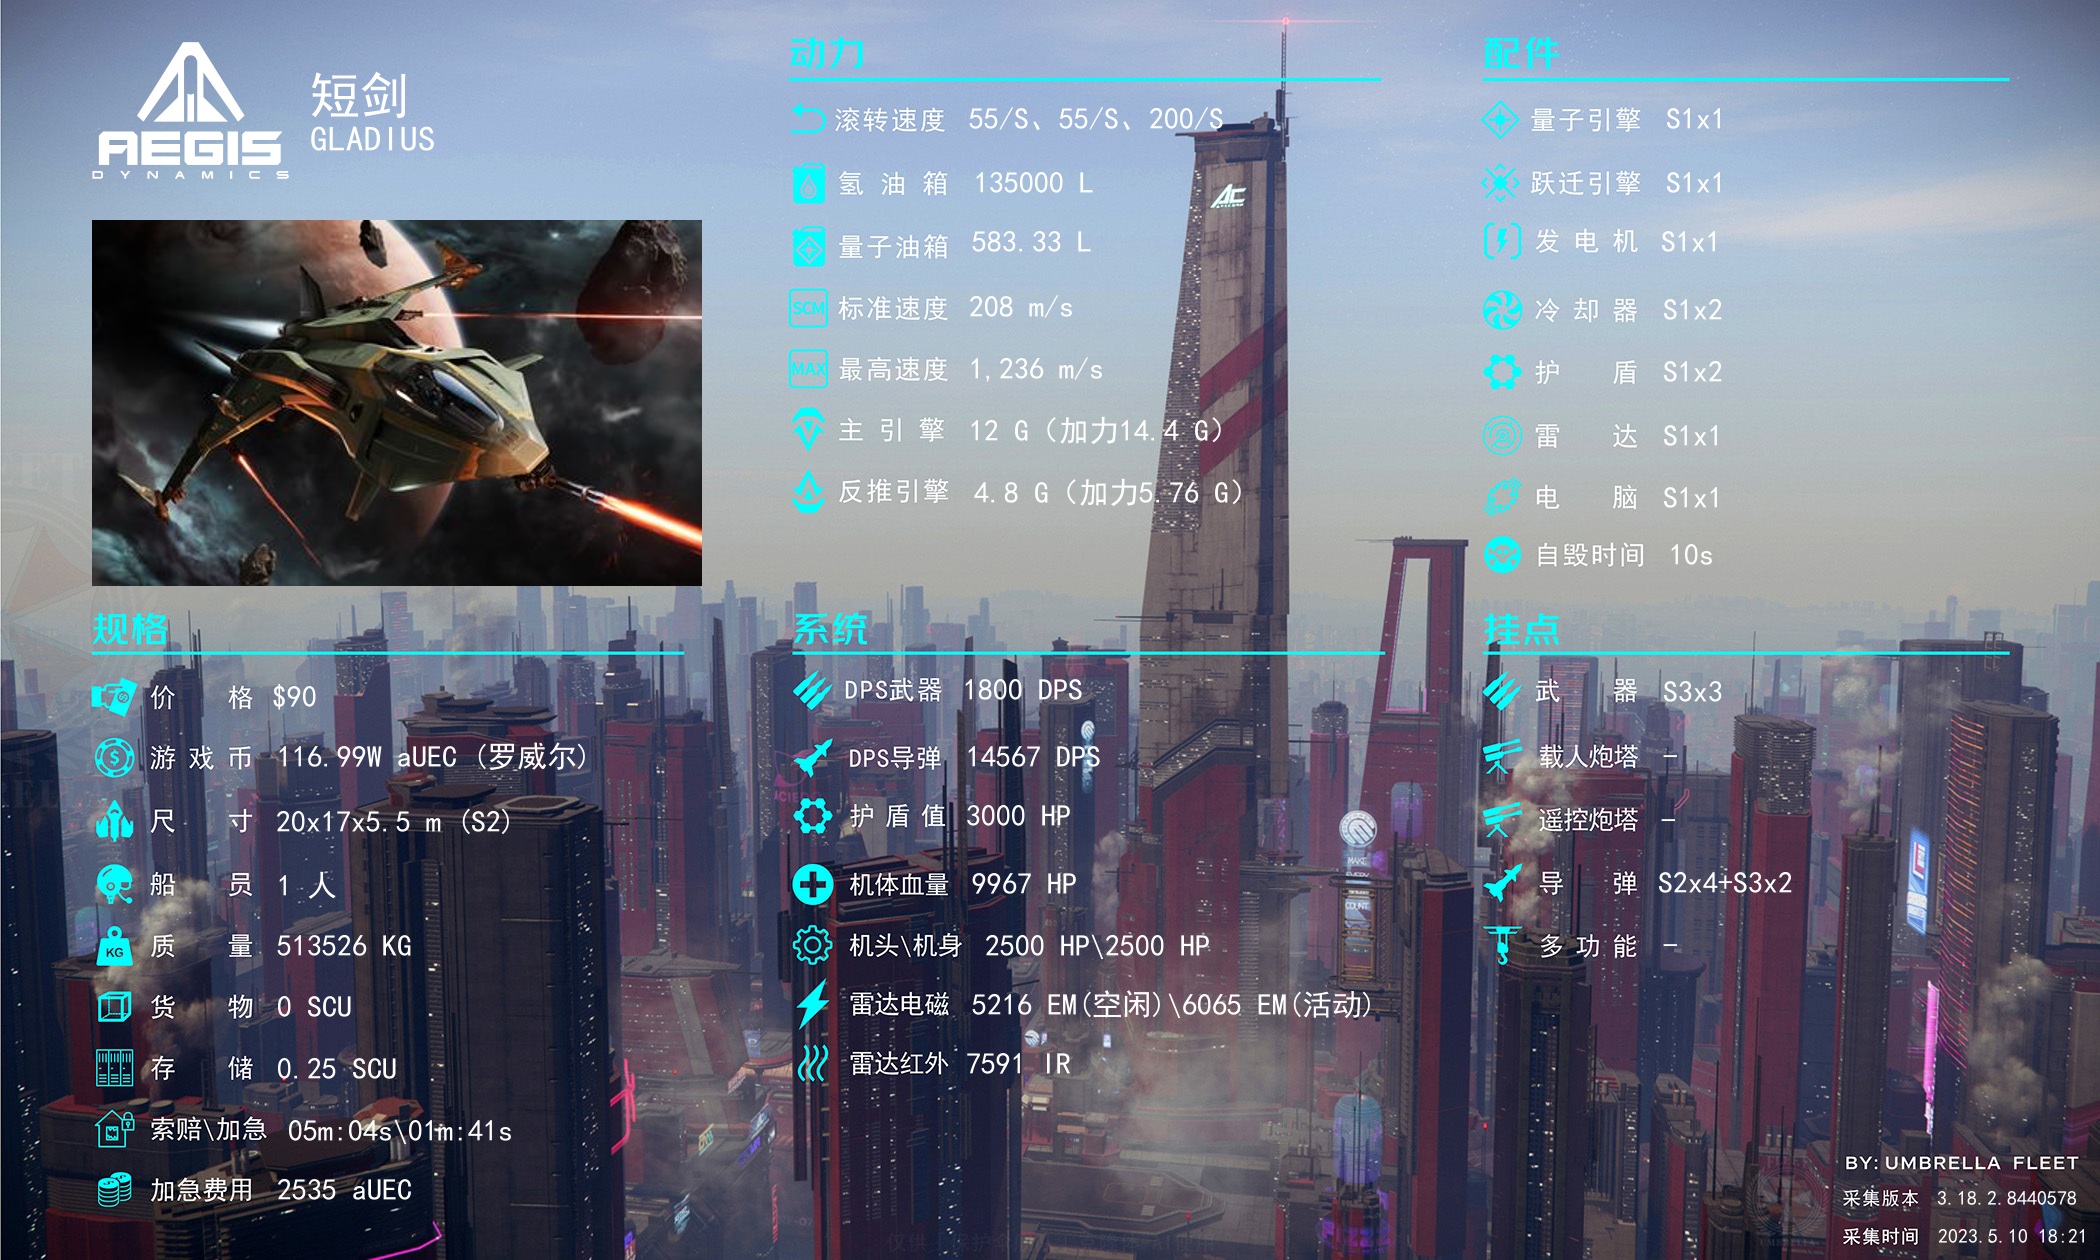 AEGIS
DYNAMICS
短剑
GLADIUS
动力
滚转速度 55/S、55/S、200/S
氢油箱 135000 L
量子油箱 583.33 L
SCM 标准速度 208 m/s
MAX 最高速度 1,236 m/s
主引擎 12 G（加力14.4 G）
反推引擎 4.8 G（加力5.76 G）
配件
量子引擎 S1x1
跃迁引擎 S1x1
发电机 S1x1
冷却器 S1x2
护盾 S1x2
雷达 S1x1
电脑 S1x1
自毁时间 10s
规格
价格 $90
游戏币 116.99W aUEC (罗威尔)
尺寸 20x17x5.5 m (S2)
船员 1 人
KG 质量 513526 KG
货物 0 SCU
存储 0.25 SCU
索赔\加急 05m:04s\01m:41s
加急费用 2535 aUEC
系统
DPS武器 1800 DPS
DPS导弹 14567 DPS
护盾值 3000 HP
机体血量 9967 HP
机头\机身 2500 HP\2500 HP
雷达电磁 5216 EM(空闲)\6065 EM(活动)
雷达红外 7591 IR
挂点
武器 S3x3
载人炮塔 -
遥控炮塔 -
导弹 S2x4+S3x2
多功能 -
AC
MAKE
EVERY
COUNT
BY: UMBRELLA FLEET
采集版本 3.18.2.8440578
采集时间 2023.5.10 18:21